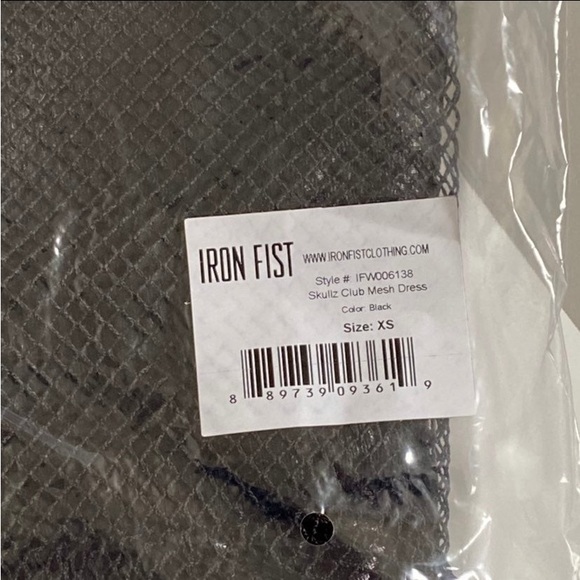 IRON FIST WWW.IRONFISTCLOTHING.COM
Style #: IFW006138
Skullz Club Mesh Dress
Color: Black
Size: XS
8 89739 09361 9